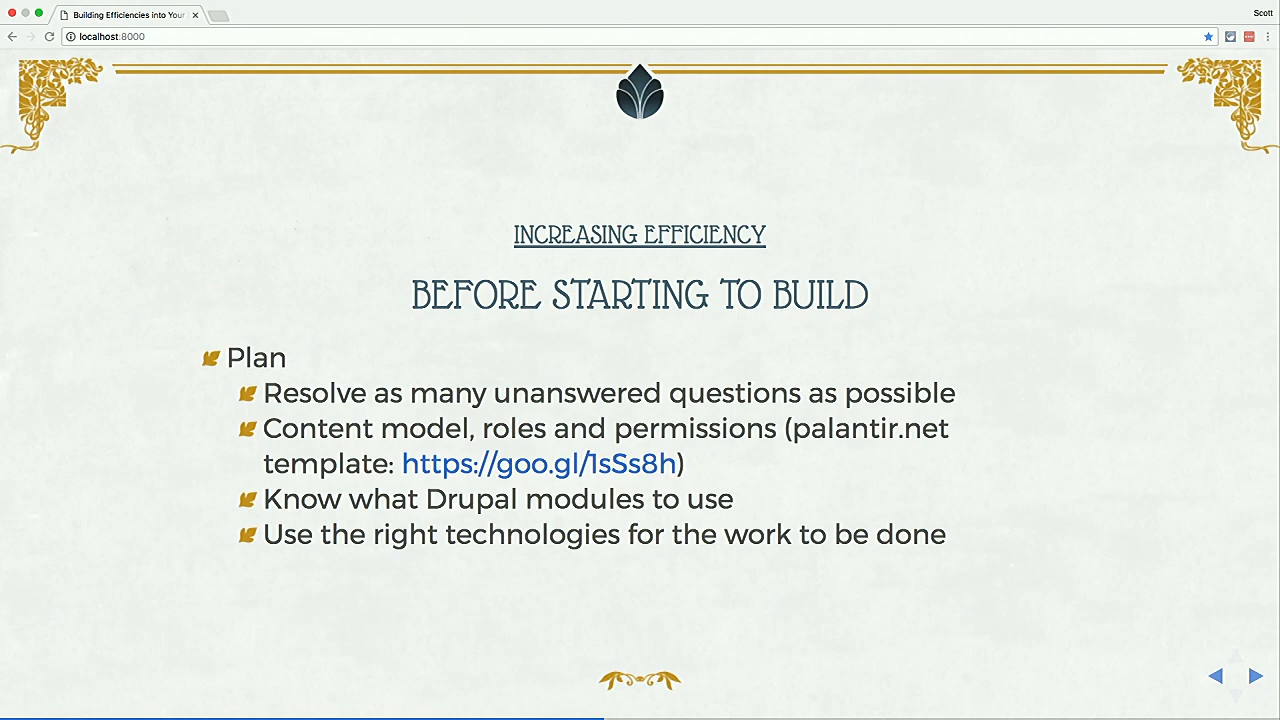 Building Efficiencies into Your
Scott
localhost:8000
INCREASING EFFICIENCY
BEFORE STARTING TO BUILD
Plan
Resolve as many unanswered questions as possible
Content model, roles and permissions (palantir.net
template: https://goo.gl/1sSs8h)
Know what Drupal modules to use
Use the right technologies for the work to be done